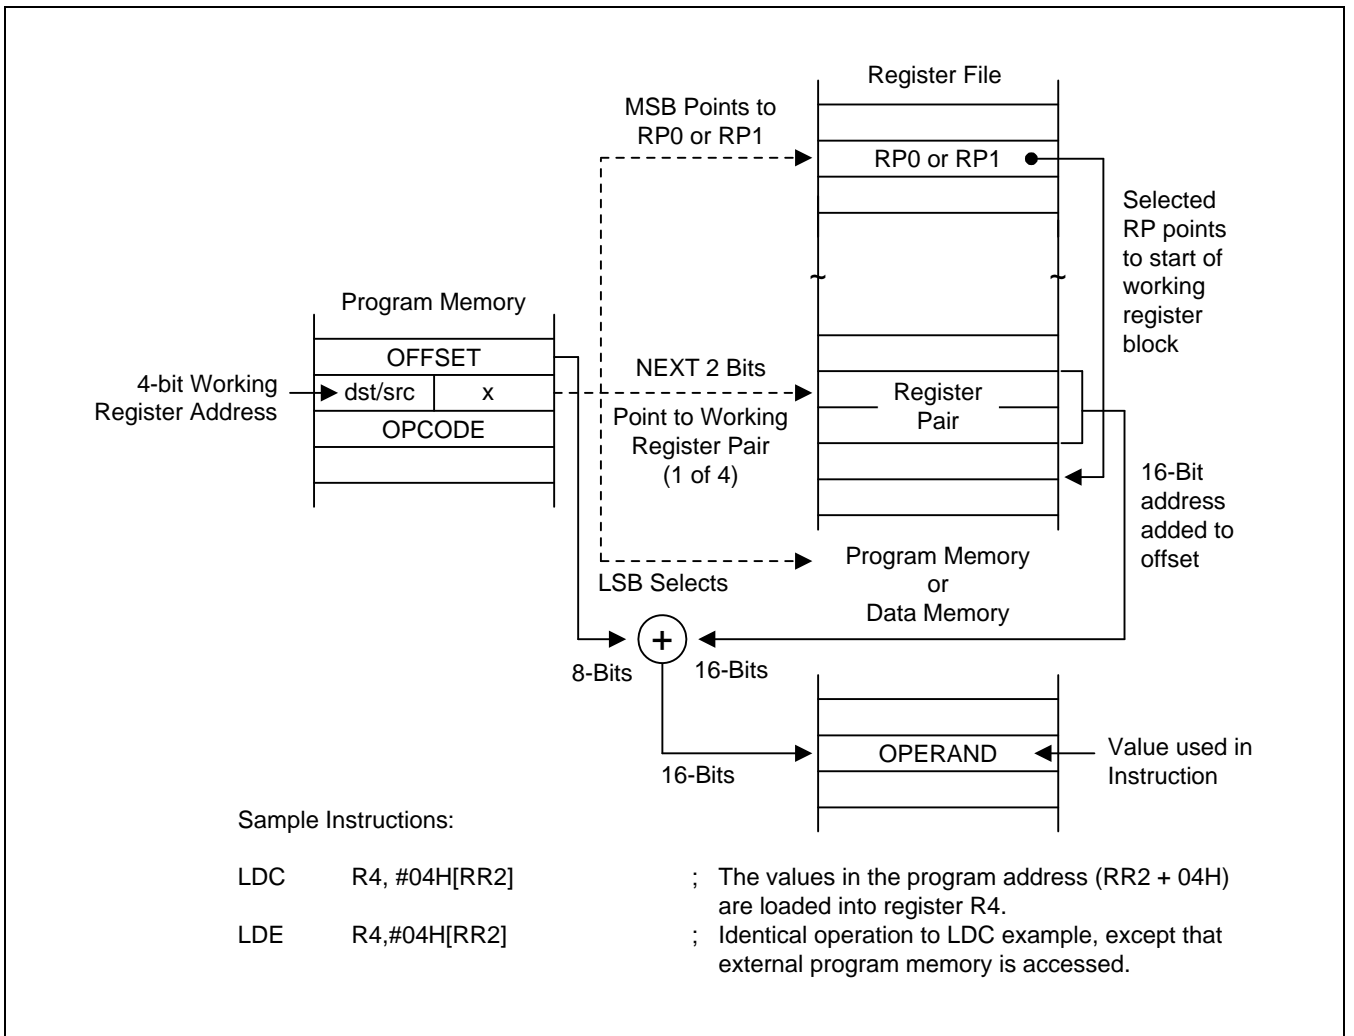 Register File
MSB Points to
RP0 or RP1
RP0 or RP1
Selected
RP points
to start of
working
register
block
~ ~
Program Memory
OFFSET
4-bit Working
Register Address
dst/src x
OPCODE
NEXT 2 Bits
Point to Working
Register Pair
(1 of 4)
Register
Pair
16-Bit
address
added to
offset
LSB Selects
Program Memory
or
Data Memory
+
8-Bits 16-Bits
16-Bits
OPERAND
Value used in
Instruction
Sample Instructions:
LDC R4, #04H[RR2] ; The values in the program address (RR2 + 04H)
are loaded into register R4.
LDE R4,#04H[RR2] ; Identical operation to LDC example, except that
external program memory is accessed.